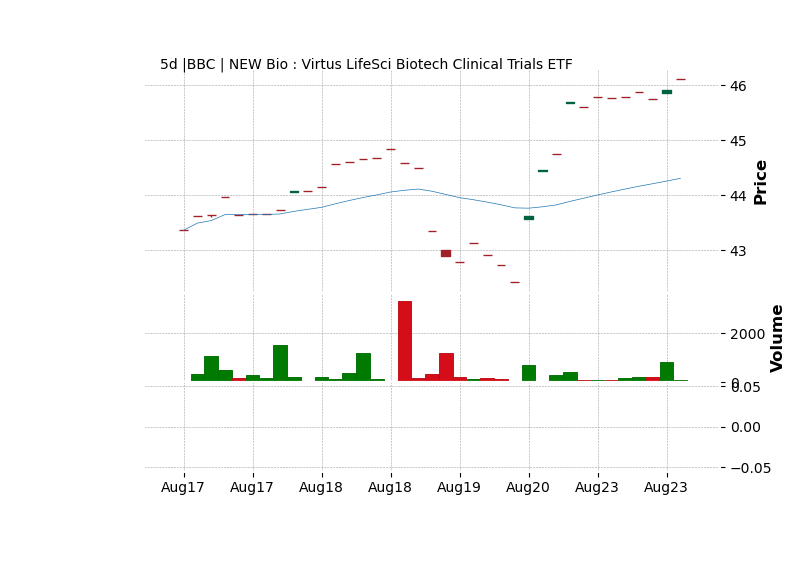 5d |BBC | NEW Bio : Virtus LifeSci Biotech Clinical Trials ETF
46
45
44
43
Price
2000
0
Volume
0.05
0.00
−0.05
Aug17 Aug17 Aug18 Aug18 Aug19 Aug20 Aug23 Aug23